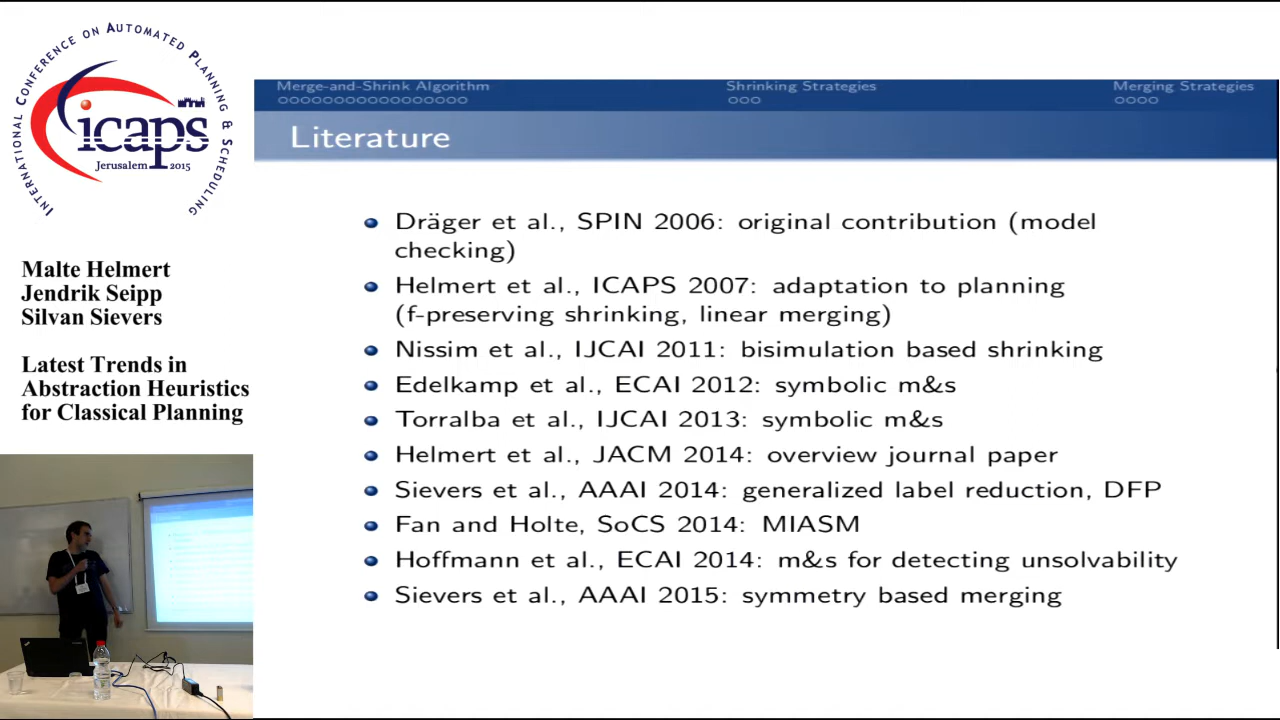 INTERNATIONAL CONFERENCE ON AUTOMATED PLANNING & SCHEDULING
icaps
Jerusalem 2015
Malte Helmert
Jendrik Seipp
Silvan Sievers
Latest Trends in
Abstraction Heuristics
for Classical Planning
Merge-and-Shrink Algorithm
Shrinking Strategies
Merging Strategies
Literature
Dräger et al., SPIN 2006: original contribution (model
checking)
Helmert et al., ICAPS 2007: adaptation to planning
(f-preserving shrinking, linear merging)
Nissim et al., IJCAI 2011: bisimulation based shrinking
Edelkamp et al., ECAI 2012: symbolic m&s
Torralba et al., IJCAI 2013: symbolic m&s
Helmert et al., JACM 2014: overview journal paper
Sievers et al., AAAI 2014: generalized label reduction, DFP
Fan and Holte, SoCS 2014: MIASM
Hoffmann et al., ECAI 2014: m&s for detecting unsolvability
Sievers et al., AAAI 2015: symmetry based merging